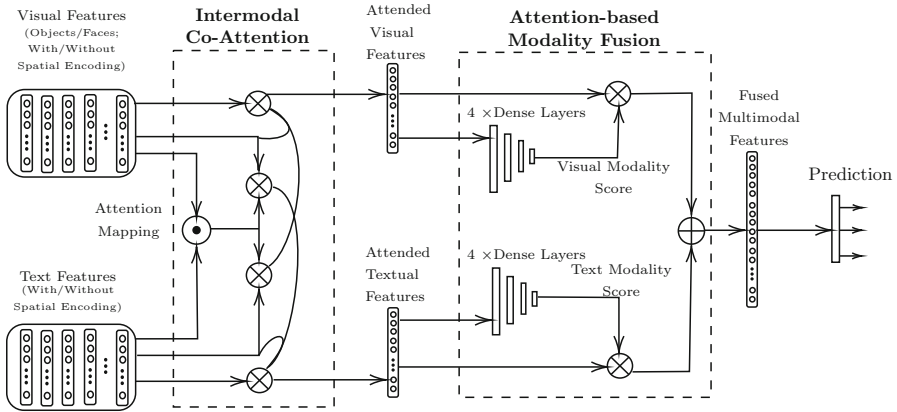 Visual Features
(Objects/Faces;
With/Without
Spatial Encoding)
Intermodal
Co-Attention
Attended
Visual
Features
Attention-based
Modality Fusion
4 ×Dense Layers
Visual Modality
Score
Fused
Multimodal
Features
Prediction
Attention
Mapping
Text Features
(With/Without
Spatial Encoding)
Attended
Textual
Features
4 ×Dense Layers
Text Modality
Score